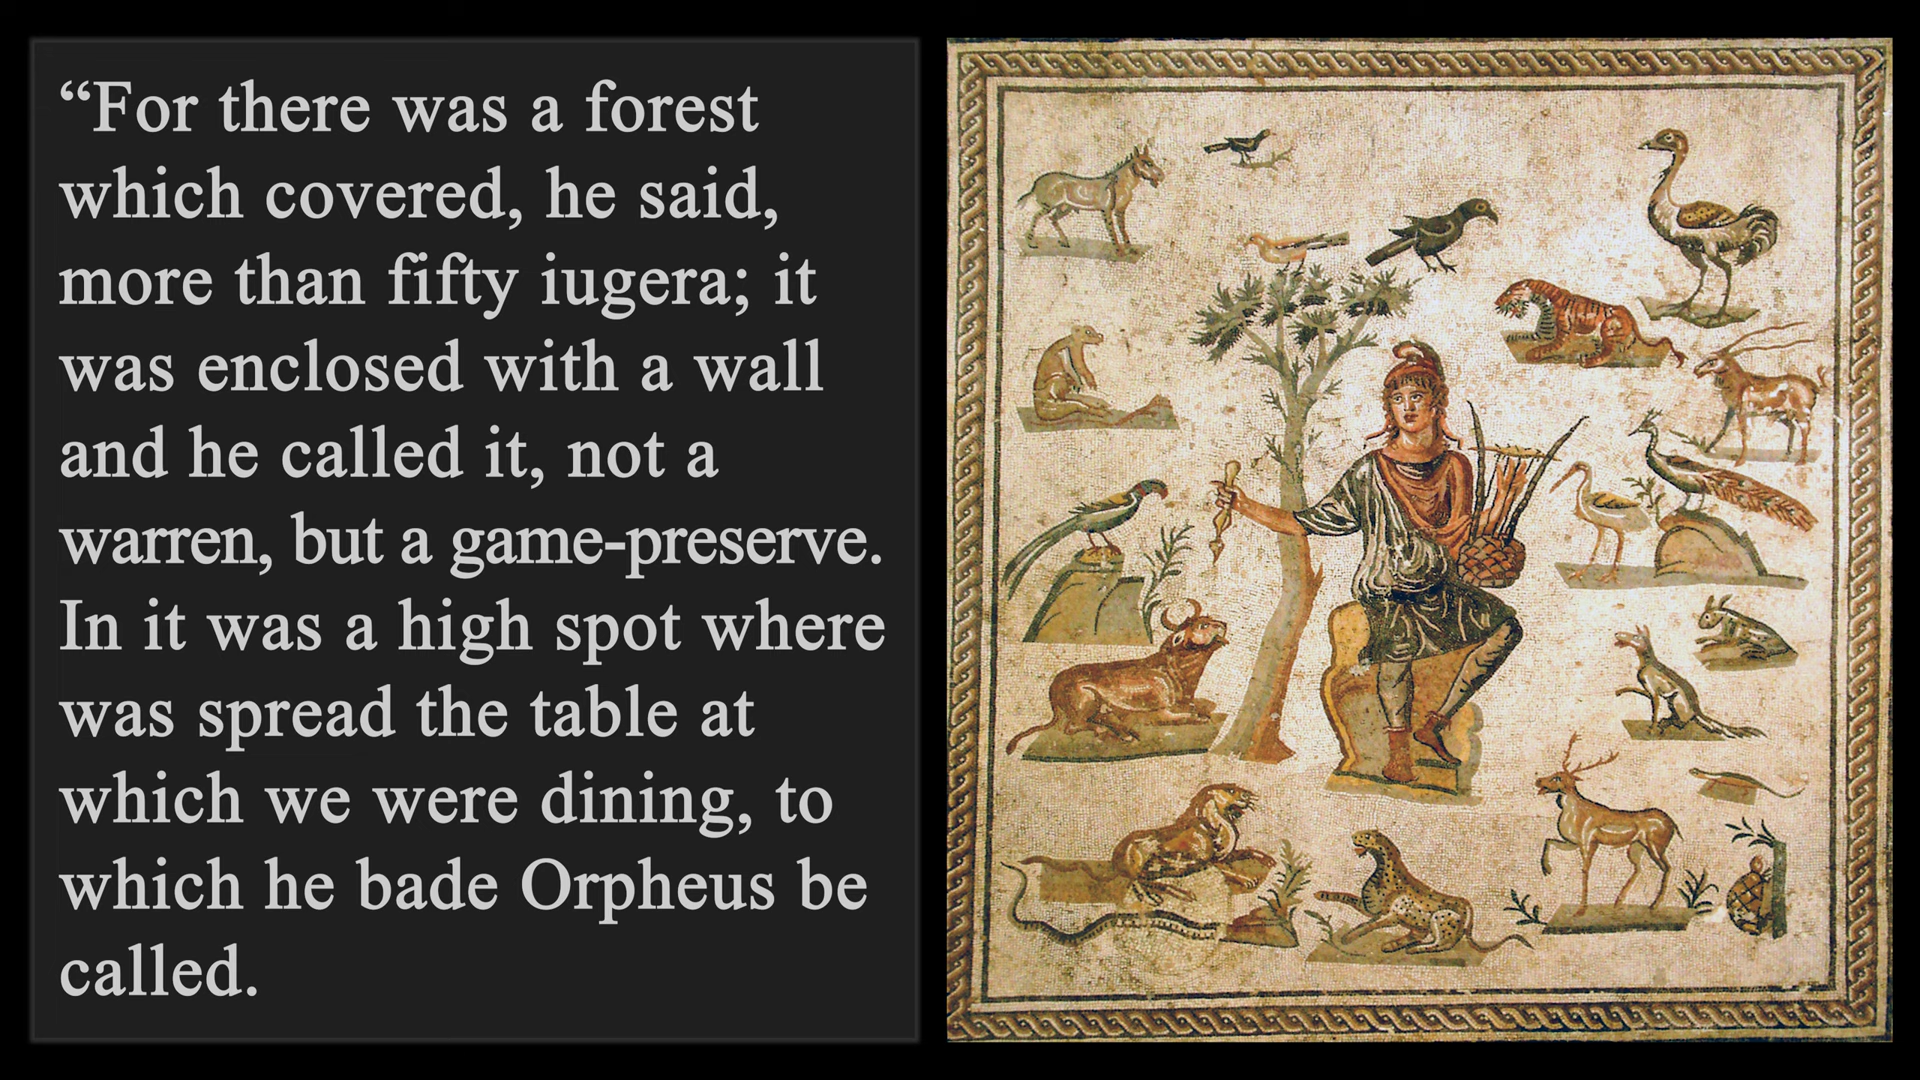 “For there was a forest
which covered, he said,
more than fifty iugera; it
was enclosed with a wall
and he called it, not a
warren, but a game-preserve.
In it was a high spot where
was spread the table at
which we were dining, to
which he bade Orpheus be
called.